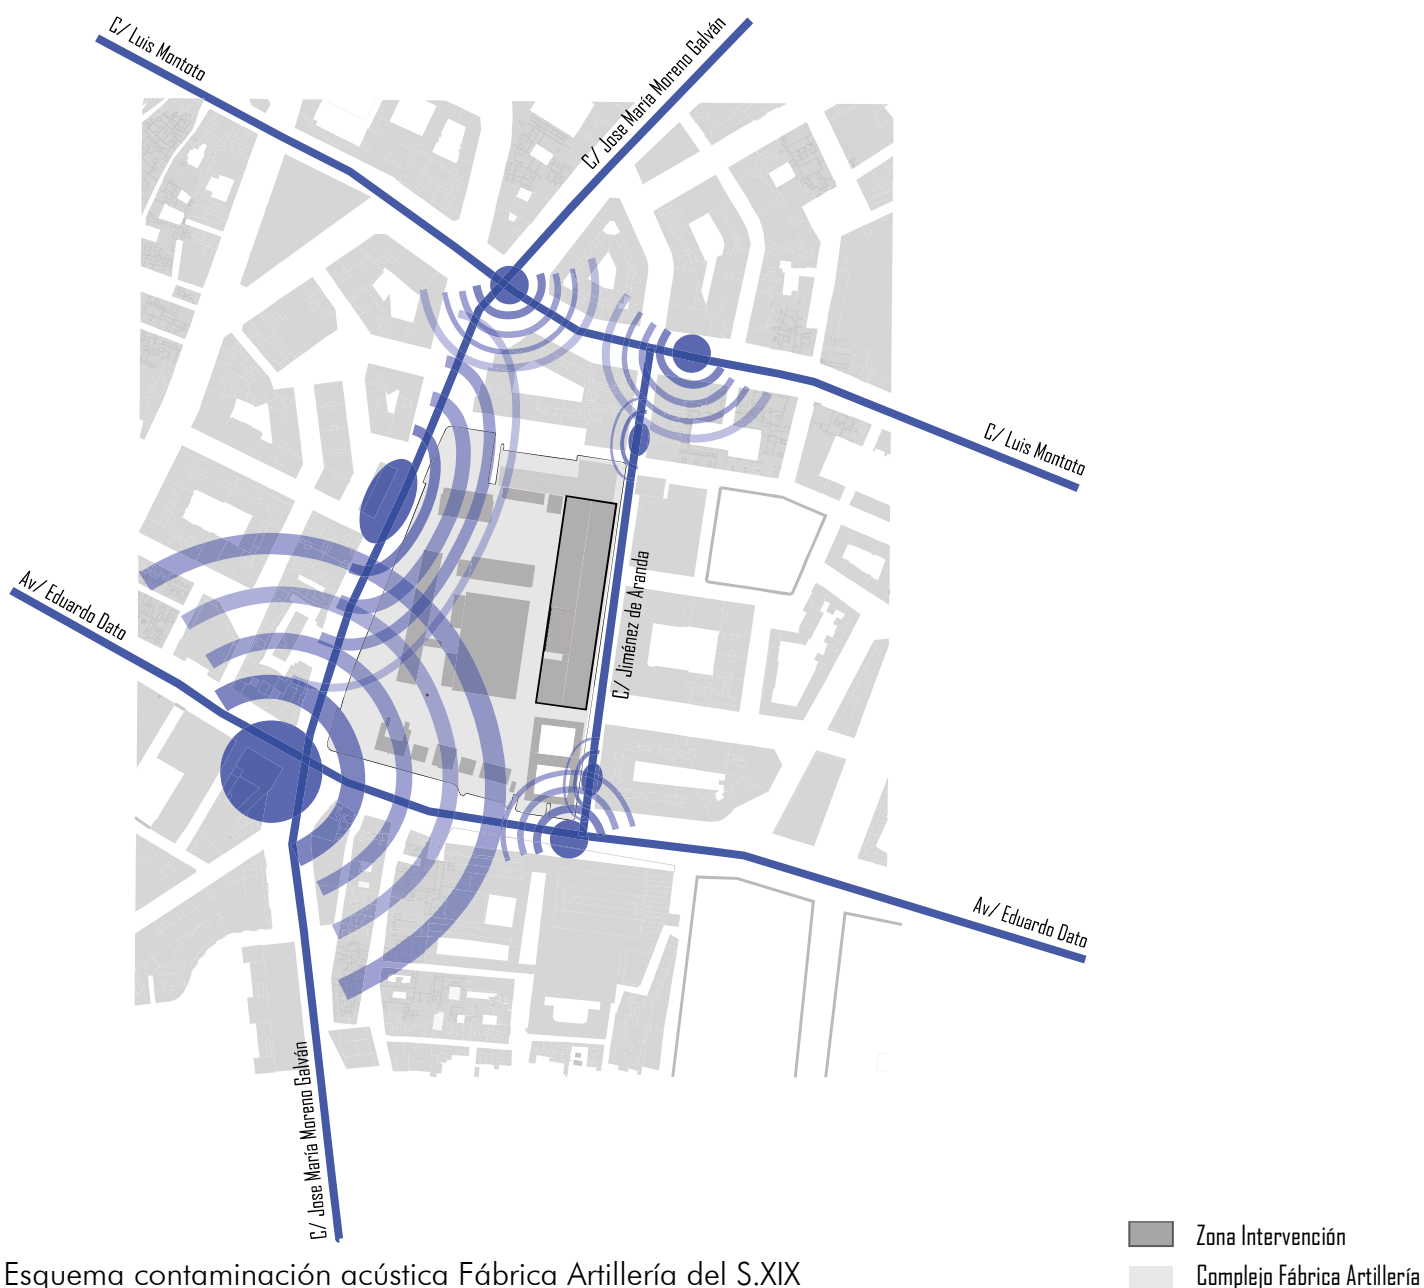 C/ Luis Montoto
C/ Jose María Moreno Galván
C/ Luis Montoto
Av/ Eduardo Dato
C/ Jiménez de Aranda
Av/ Eduardo Dato
C/ Jose María Moreno Galván
Zona Intervención
Complejo Fábrica Artillería
Esquema contaminación acústica Fábrica Artillería del S.XIX